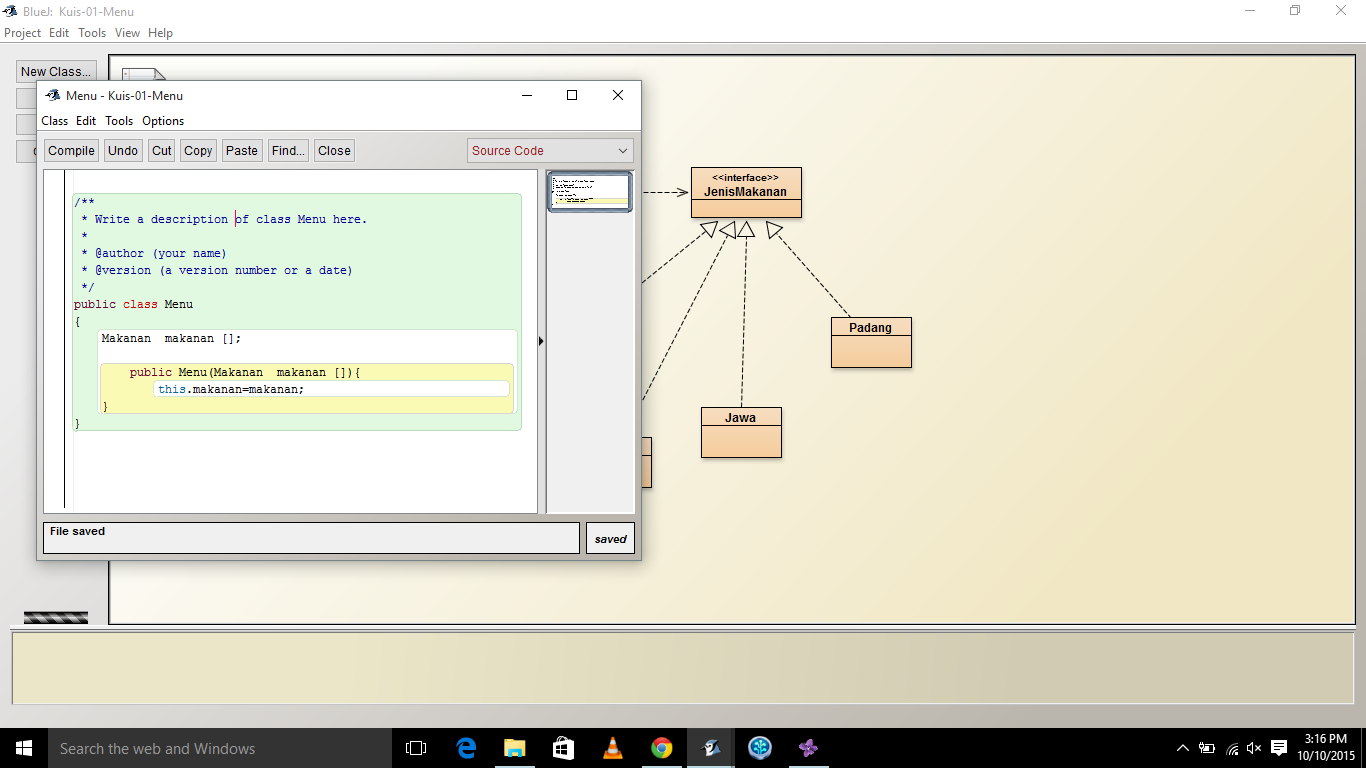 BlueJ: Kuis-01-Menu
Project Edit Tools View Help
New Class...
Menu - Kuis-01-Menu
Class Edit Tools Options
Compile Undo Cut Copy Paste Find... Close Source Code
/**
 * Write a description of class Menu here.
 *
 * @author (your name)
 * @version (a version number or a date)
 */
public class Menu
{
Makanan  makanan [];
public Menu(Makanan  makanan []){
this.makanan=makanan;
}
}
File saved
saved
<<interface>>
JenisMakanan
Padang
Jawa
Search the web and Windows
3:16 PM
10/10/2015